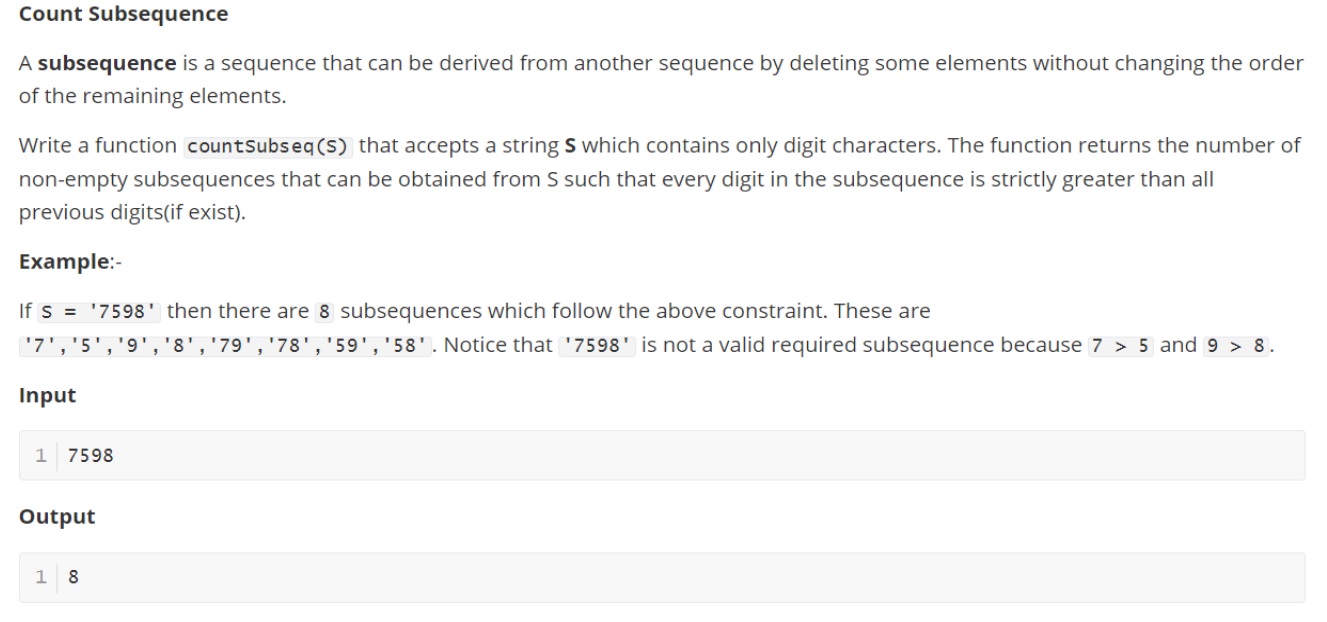 Count Subsequence
A subsequence is a sequence that can be derived from another sequence by deleting some elements without changing the order
of the remaining elements.
Write a function countSubseq(S) that accepts a string S which contains only digit characters. The function returns the number of
non-empty subsequences that can be obtained from S such that every digit in the subsequence is strictly greater than all
previous digits(if exist).
Example:-
If S = '7598' then there are 8 subsequences which follow the above constraint. These are
'7','5','9','8','79','78','59','58'. Notice that '7598' is not a valid required subsequence because 7 > 5 and 9 > 8.
Input
1 7598
Output
1 8